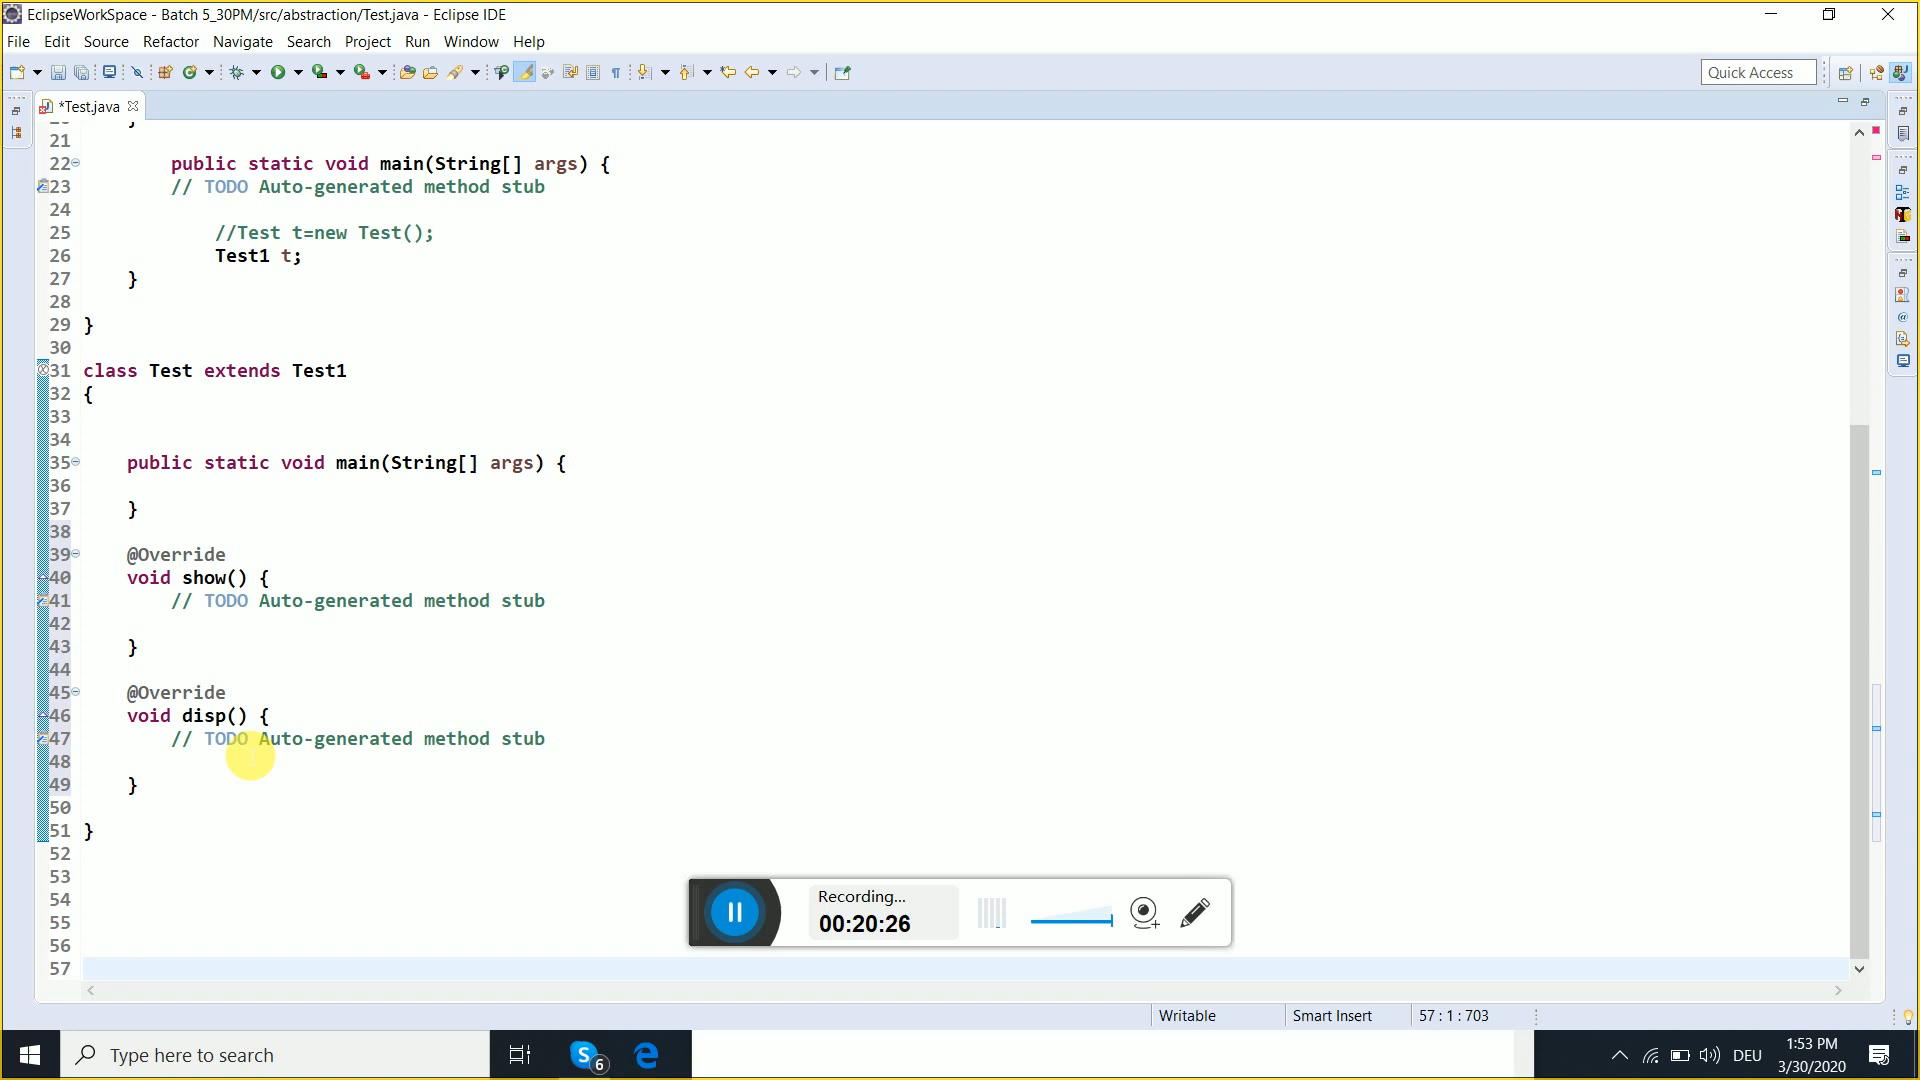 EclipseWorkSpace - Batch 5_30PM/src/abstraction/Test.java - Eclipse IDE
File Edit Source Refactor Navigate Search Project Run Window Help
Quick Access
*Test.java
21
22 public static void main(String[] args) {
23 // TODO Auto-generated method stub
24
25 //Test t=new Test();
26 Test1 t;
27 }
28
29 }
30
31 class Test extends Test1
32 {
33
34
35 public static void main(String[] args) {
36
37 }
38
39 @Override
40 void show() {
41 // TODO Auto-generated method stub
42
43 }
44
45 @Override
46 void disp() {
47 // TODO Auto-generated method stub
48
49 }
50
51 }
52
53
54
55
56
57
Recording...
00:20:26
Writable Smart Insert 57 : 1 : 703
Type here to search
6
DEU
1:53 PM
3/30/2020